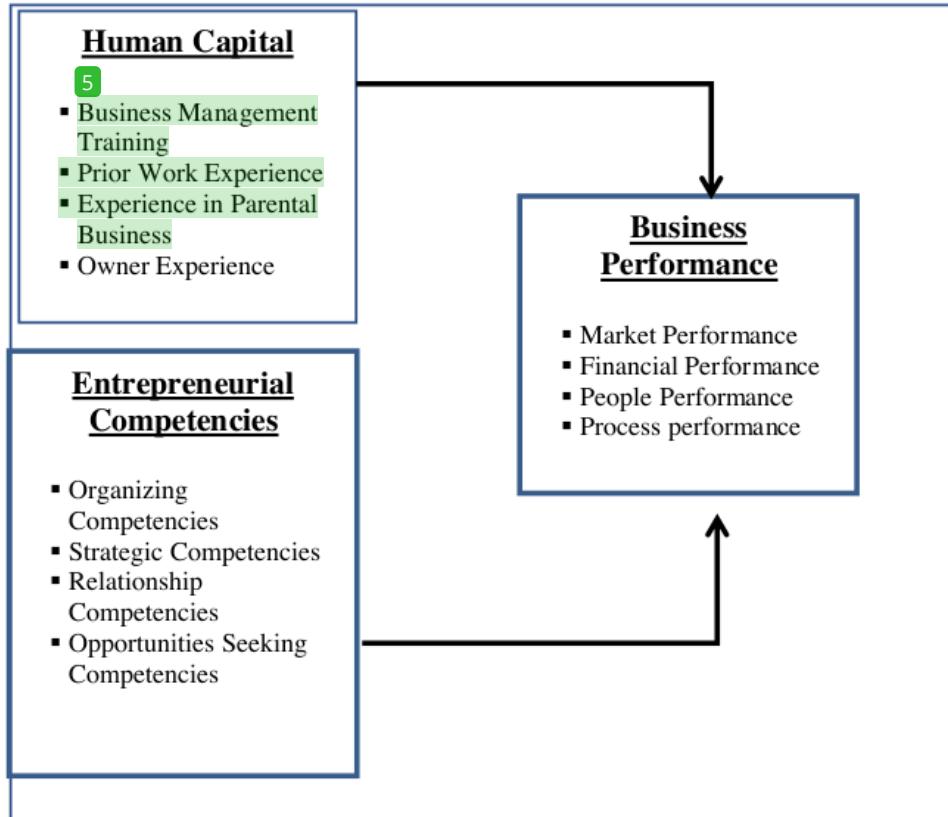 Human Capital
5
▪ Business Management
Training
▪ Prior Work Experience
▪ Experience in Parental
Business
▪ Owner Experience
Business
Performance
▪ Market Performance
▪ Financial Performance
▪ People Performance
▪ Process performance
Entrepreneurial
Competencies
▪ Organizing
Competencies
▪ Strategic Competencies
▪ Relationship
Competencies
▪ Opportunities Seeking
Competencies